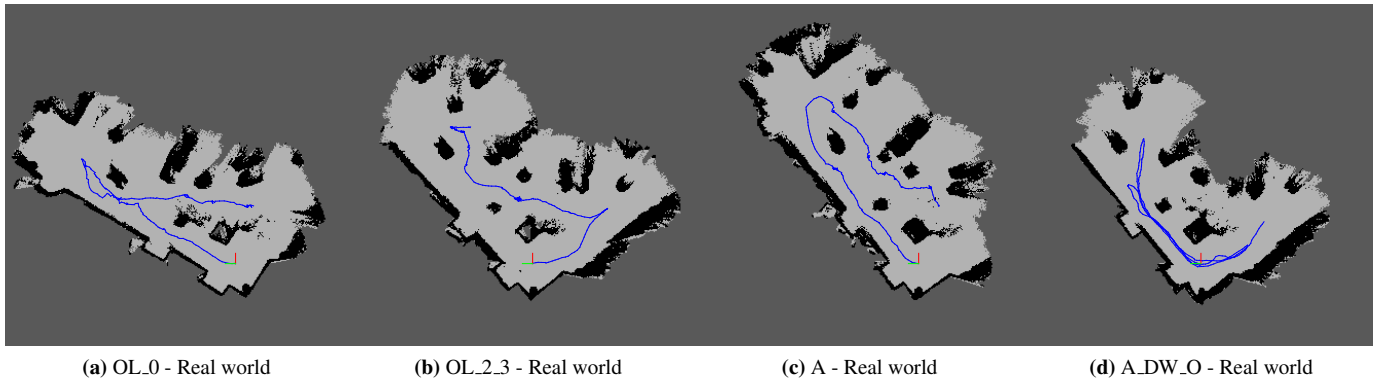 (a) OL_0 - Real world
(b) OL_2_3 - Real world
(c) A - Real world
(d) A_DW_O - Real world